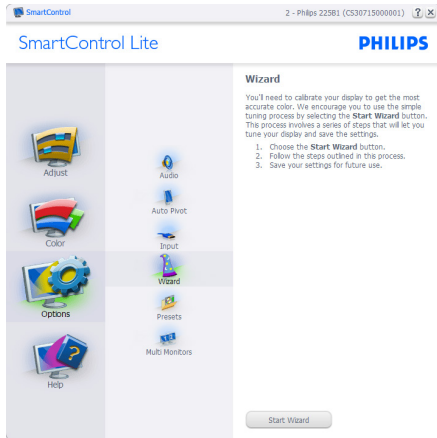 SmartControl
2 - Philips 225B1 (CS30715000001)
?
X
SmartControl Lite
PHILIPS
Adjust
Color
Options
Help
Audio
Auto Pivot
Input
Wizard
Presets
Multi Monitors
Wizard
You'll need to calibrate your display to get the most
accurate color. We encourage you to use the simple
tuning process by selecting the Start Wizard button.
This process involves a series of steps that will let you
tune your display and save the settings.
1. Choose the Start Wizard button.
2. Follow the steps outlined in this process.
3. Save your settings for future use.
Start Wizard